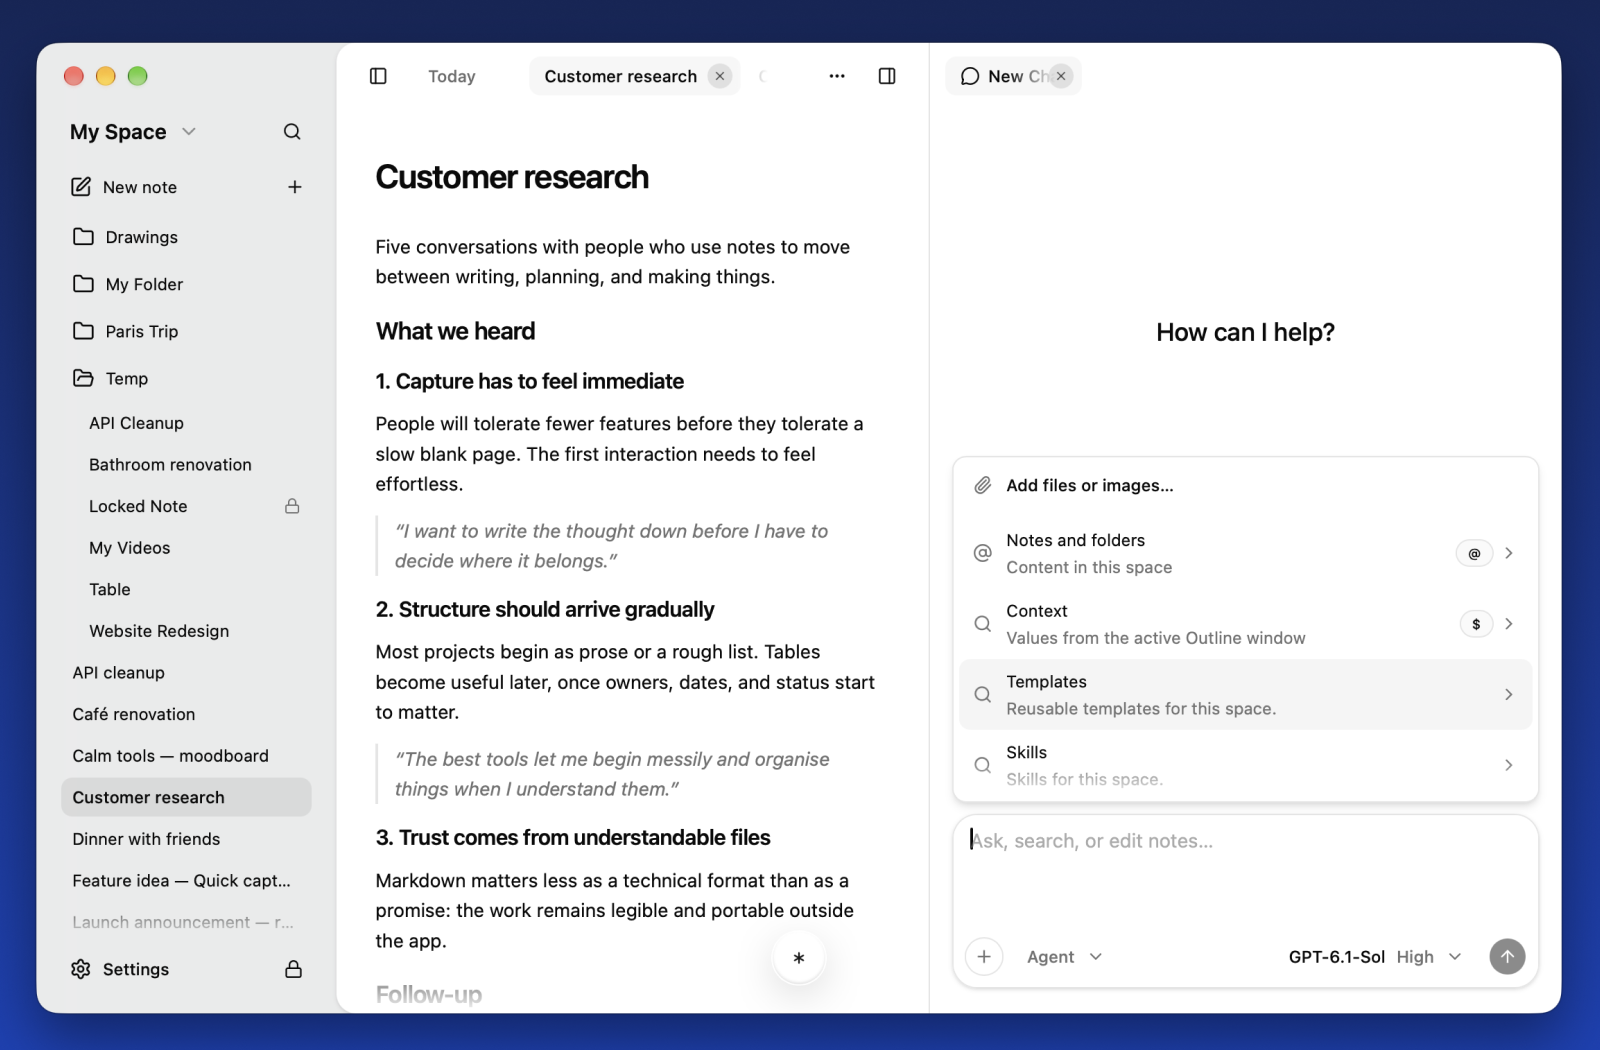 My Space
New note
Drawings
My Folder
Paris Trip
Temp
API Cleanup
Bathroom renovation
Locked Note
My Videos
Table
Website Redesign
API cleanup
Café renovation
Calm tools — moodboard
Customer research
Dinner with friends
Feature idea — Quick capt...
Launch announcement — r...
Settings
Today
Customer research
Customer research
Five conversations with people who use notes to move
between writing, planning, and making things.
What we heard
1. Capture has to feel immediate
People will tolerate fewer features before they tolerate a
slow blank page. The first interaction needs to feel
effortless.
“I want to write the thought down before I have to
decide where it belongs.”
2. Structure should arrive gradually
Most projects begin as prose or a rough list. Tables
become useful later, once owners, dates, and status start
to matter.
“The best tools let me begin messily and organise
things when I understand them.”
3. Trust comes from understandable files
Markdown matters less as a technical format than as a
promise: the work remains legible and portable outside
the app.
Follow-up
New Ch
How can I help?
Add files or images...
Notes and folders
@
Content in this space
Context
$
Values from the active Outline window
Templates
Reusable templates for this space.
Skills
Skills for this space.
Ask, search, or edit notes...
Agent
GPT-6.1-Sol High